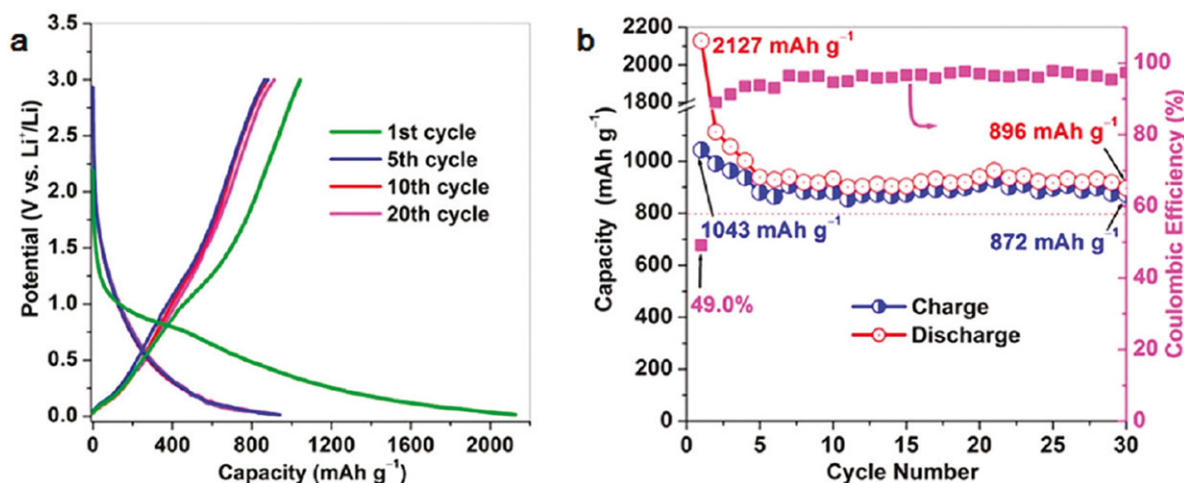 a
3.5
3.0
2.5
2.0
1.5
1.0
0.5
0.0
Potential (V vs. Li⁺/Li)
1st cycle
5th cycle
10th cycle
20th cycle
0 400 800 1200 1600 2000
Capacity (mAh g⁻¹)
b
2200
2100
2000
1000
800
600
400
200
0
Capacity (mAh g⁻¹)
2127 mAh g⁻¹
896 mAh g⁻¹
1043 mAh g⁻¹
872 mAh g⁻¹
49.0%
Charge
Discharge
100
80
60
40
20
0
Coulombic Efficiency (%)
0 5 10 15 20 25 30
Cycle Number